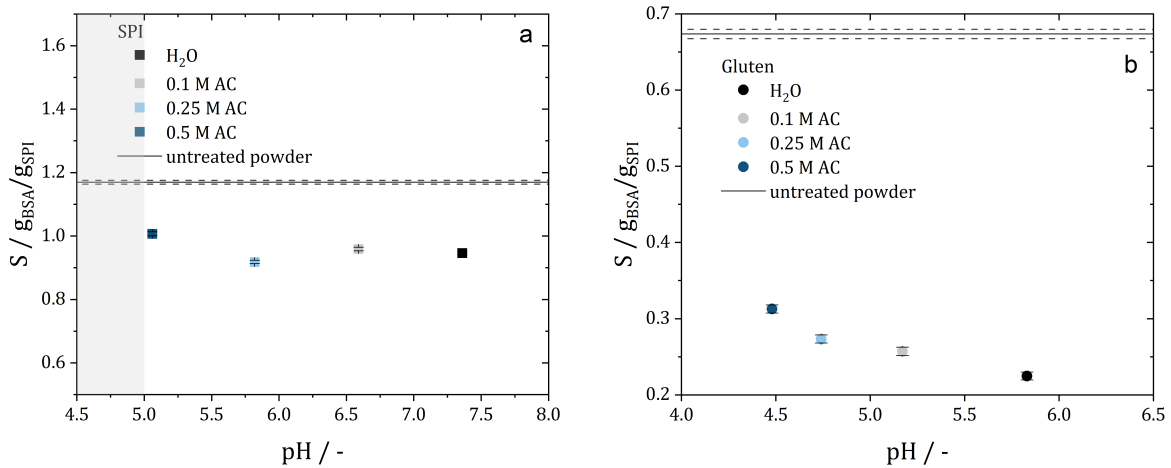 a
SPI
H₂O
0.1 M AC
0.25 M AC
0.5 M AC
untreated powder
S / g_BSA/g_SPI
1.6
1.4
1.2
1.0
0.8
0.6
4.5 5.0 5.5 6.0 6.5 7.0 7.5 8.0
pH / -
b
Gluten
H₂O
0.1 M AC
0.25 M AC
0.5 M AC
untreated powder
S / g_BSA/g_SPI
0.7
0.6
0.5
0.4
0.3
0.2
4.0 4.5 5.0 5.5 6.0 6.5
pH / -